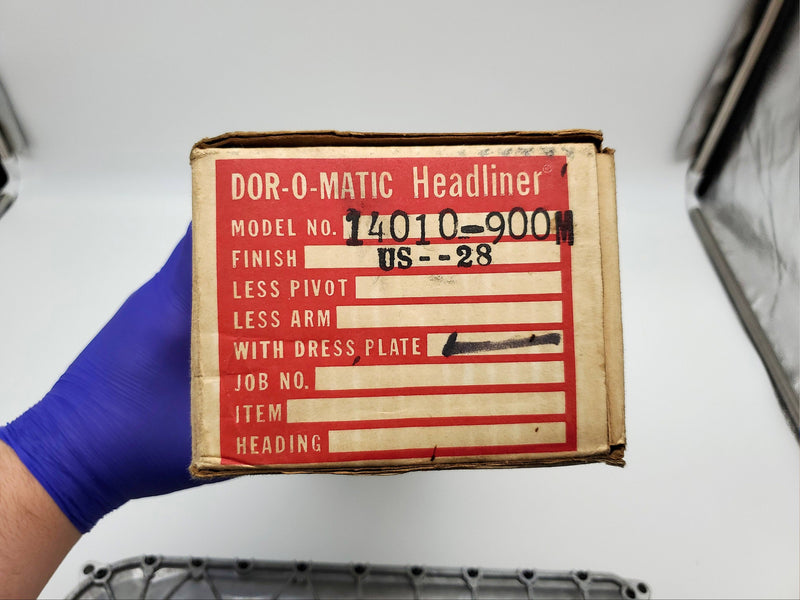 DOR-O-MATIC Headliner®
MODEL NO. 14010-900M
FINISH US--28
LESS PIVOT
LESS ARM
WITH DRESS PLATE
JOB NO.
ITEM
HEADING